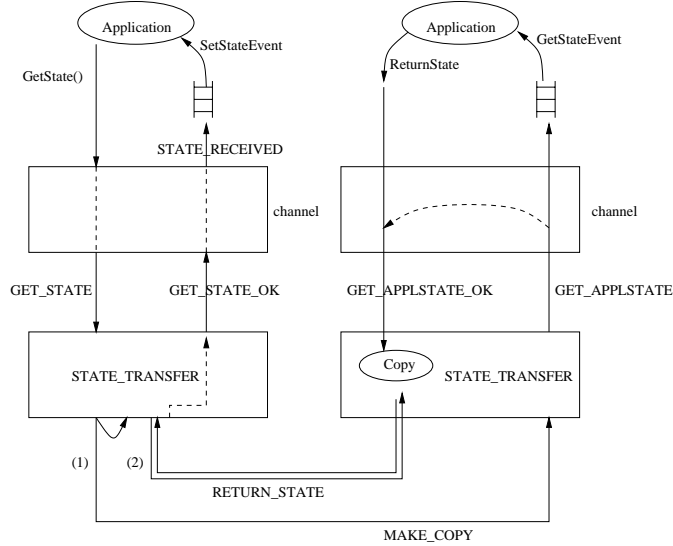 Application
Application
SetStateEvent
GetStateEvent
GetState()
ReturnState
STATE_RECEIVED
channel
channel
GET_STATE
GET_STATE_OK
GET_APPLSTATE_OK
GET_APPLSTATE
Copy
STATE_TRANSFER
STATE_TRANSFER
(1)
(2)
RETURN_STATE
MAKE_COPY